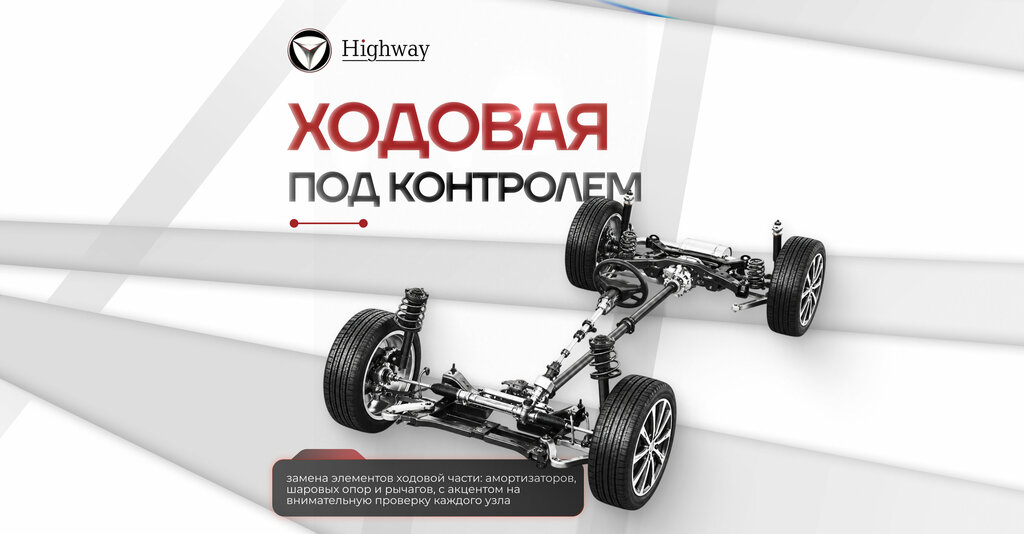 Highway
ХОДОВАЯ
ПОД КОНТРОЛЕМ
замена элементов ходовой части: амортизаторов,
шаровых опор и рычагов, с акцентом на
внимательную проверку каждого узла